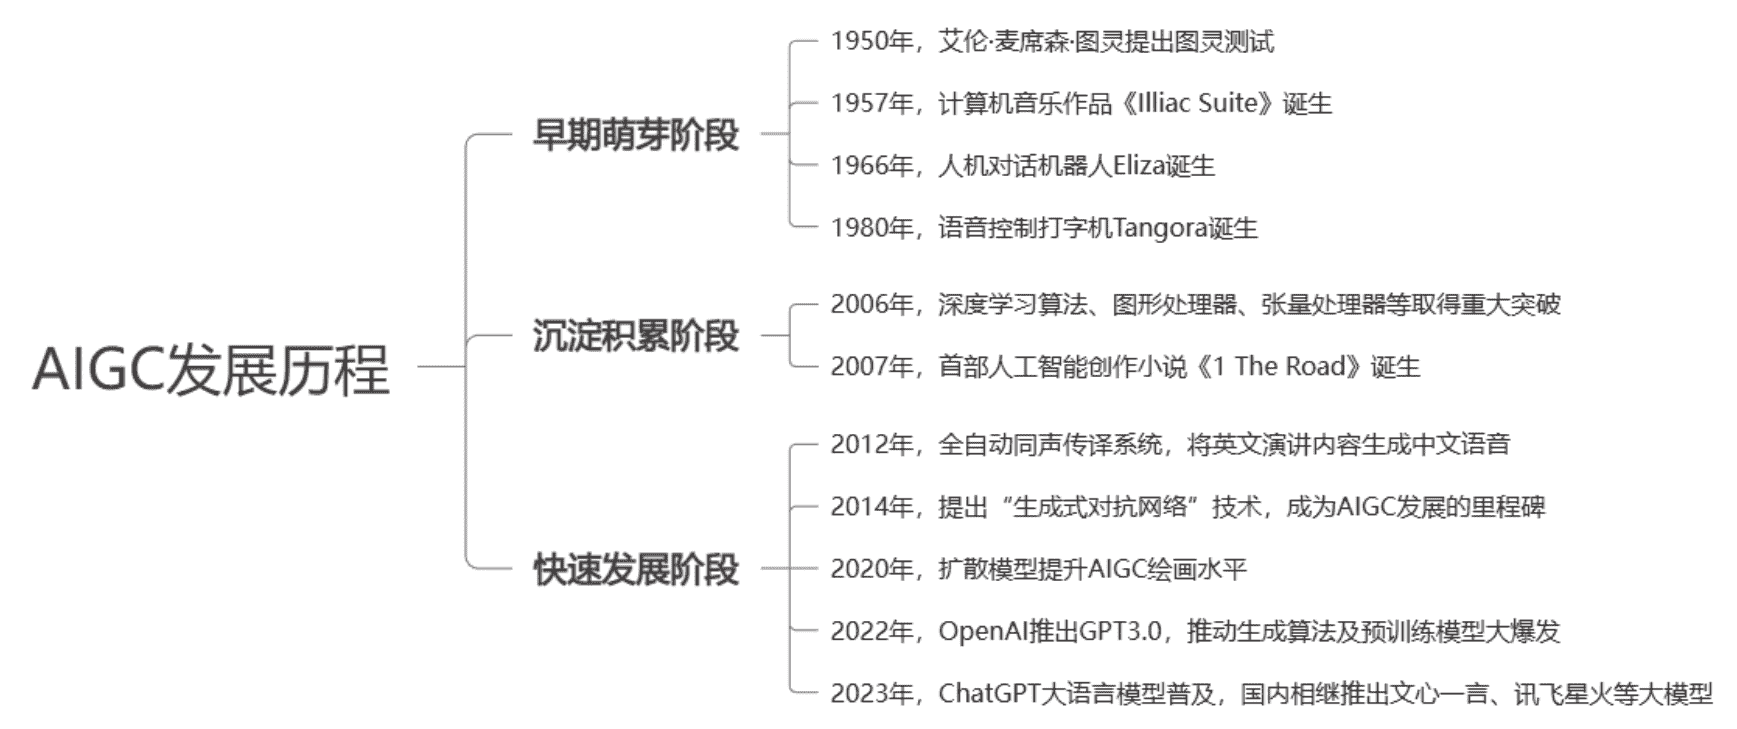 AIGC发展历程
早期萌芽阶段
1950年，艾伦·麦席森·图灵提出图灵测试
1957年，计算机音乐作品《Illiac Suite》诞生
1966年，人机对话机器人Eliza诞生
1980年，语音控制打字机Tangora诞生
沉淀积累阶段
2006年，深度学习算法、图形处理器、张量处理器等取得重大突破
2007年，首部人工智能创作小说《1 The Road》诞生
快速发展阶段
2012年，全自动同声传译系统，将英文演讲内容生成中文语音
2014年，提出“生成式对抗网络”技术，成为AIGC发展的里程碑
2020年，扩散模型提升AIGC绘画水平
2022年，OpenAI推出GPT3.0，推动生成算法及预训练模型大爆发
2023年，ChatGPT大语言模型普及，国内相继推出文心一言、讯飞星火等大模型